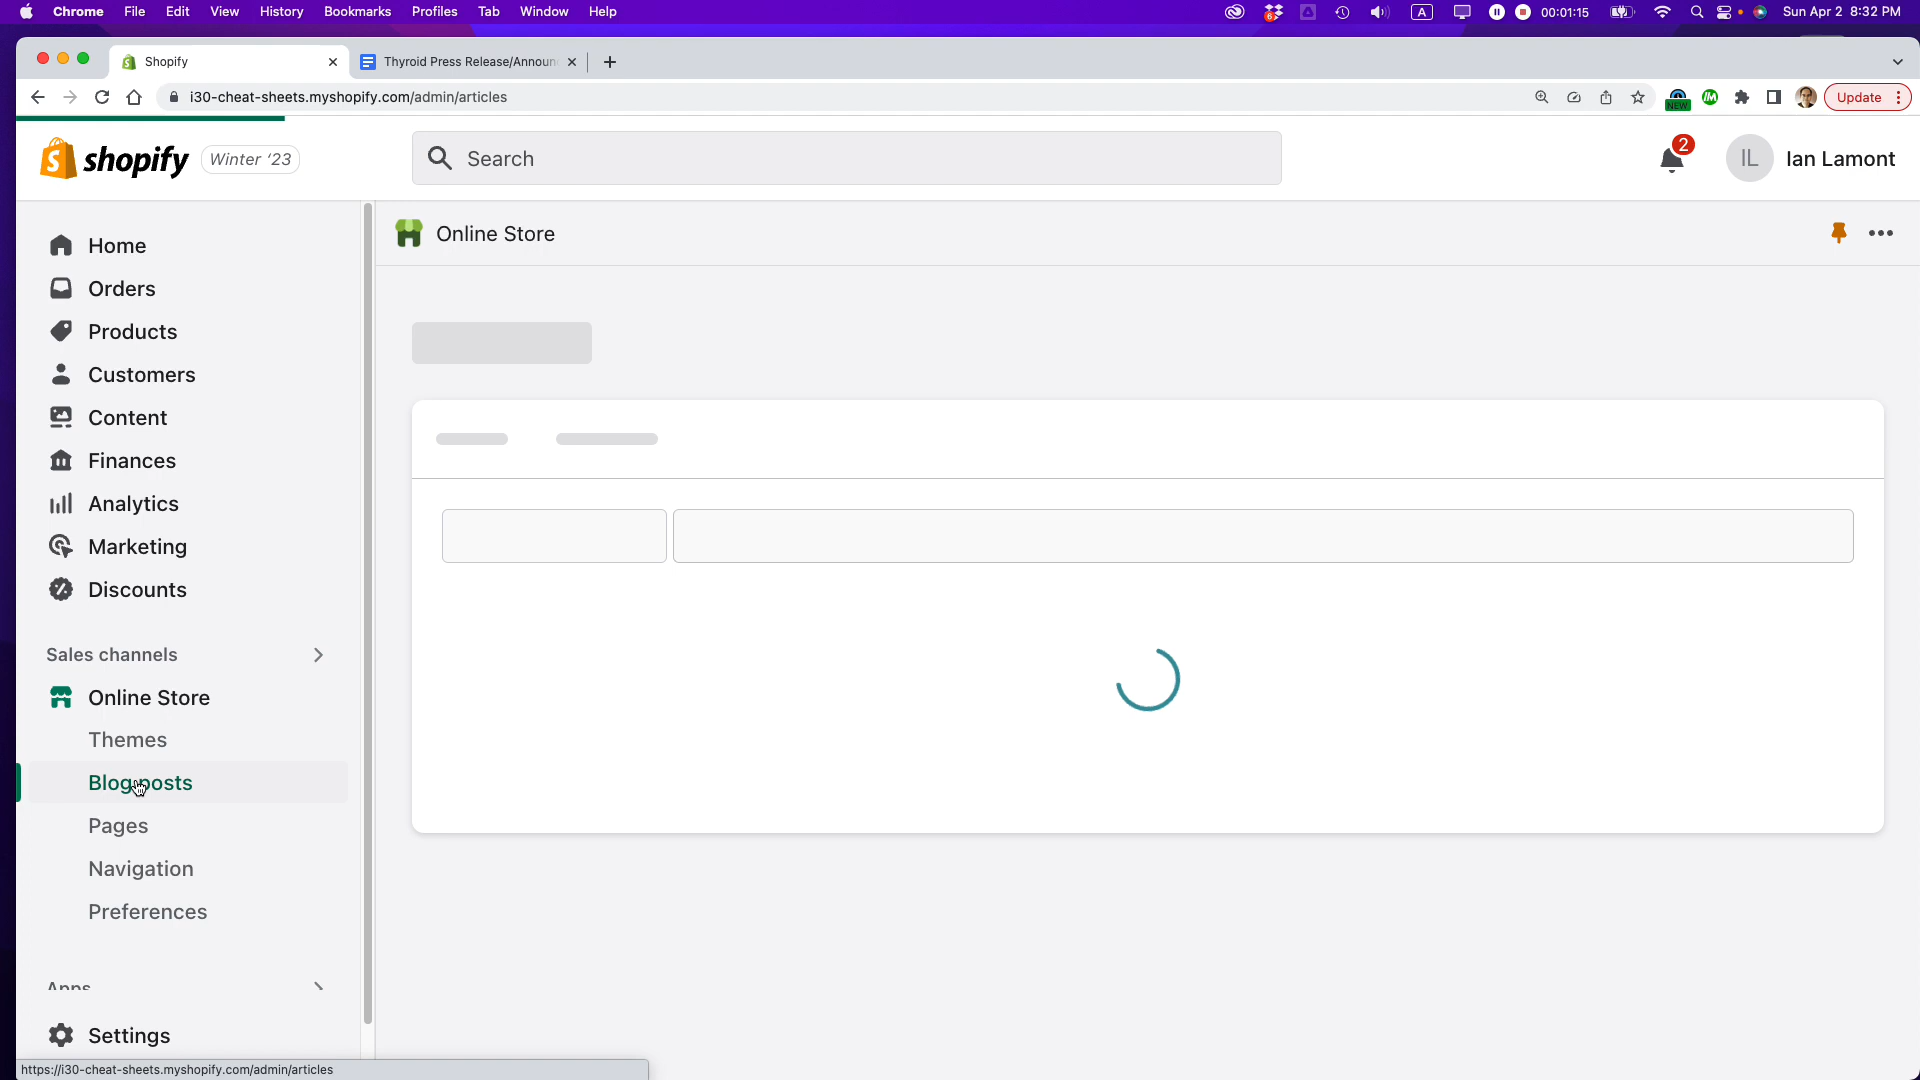 Chrome File Edit View History Bookmarks Profiles Tab Window Help
6 A 00:01:15 Sun Apr 2 8:32 PM
Shopify
Thyroid Press Release/Announ
i30-cheat-sheets.myshopify.com/admin/articles
NEW
Update
shopify
Winter '23
Search
2
IL
Ian Lamont
Home
Orders
Products
Customers
Content
Finances
Analytics
Marketing
Discounts
Sales channels
Online Store
Themes
Blog posts
Pages
Navigation
Preferences
Apps
Settings
Online Store
https://i30-cheat-sheets.myshopify.com/admin/articles